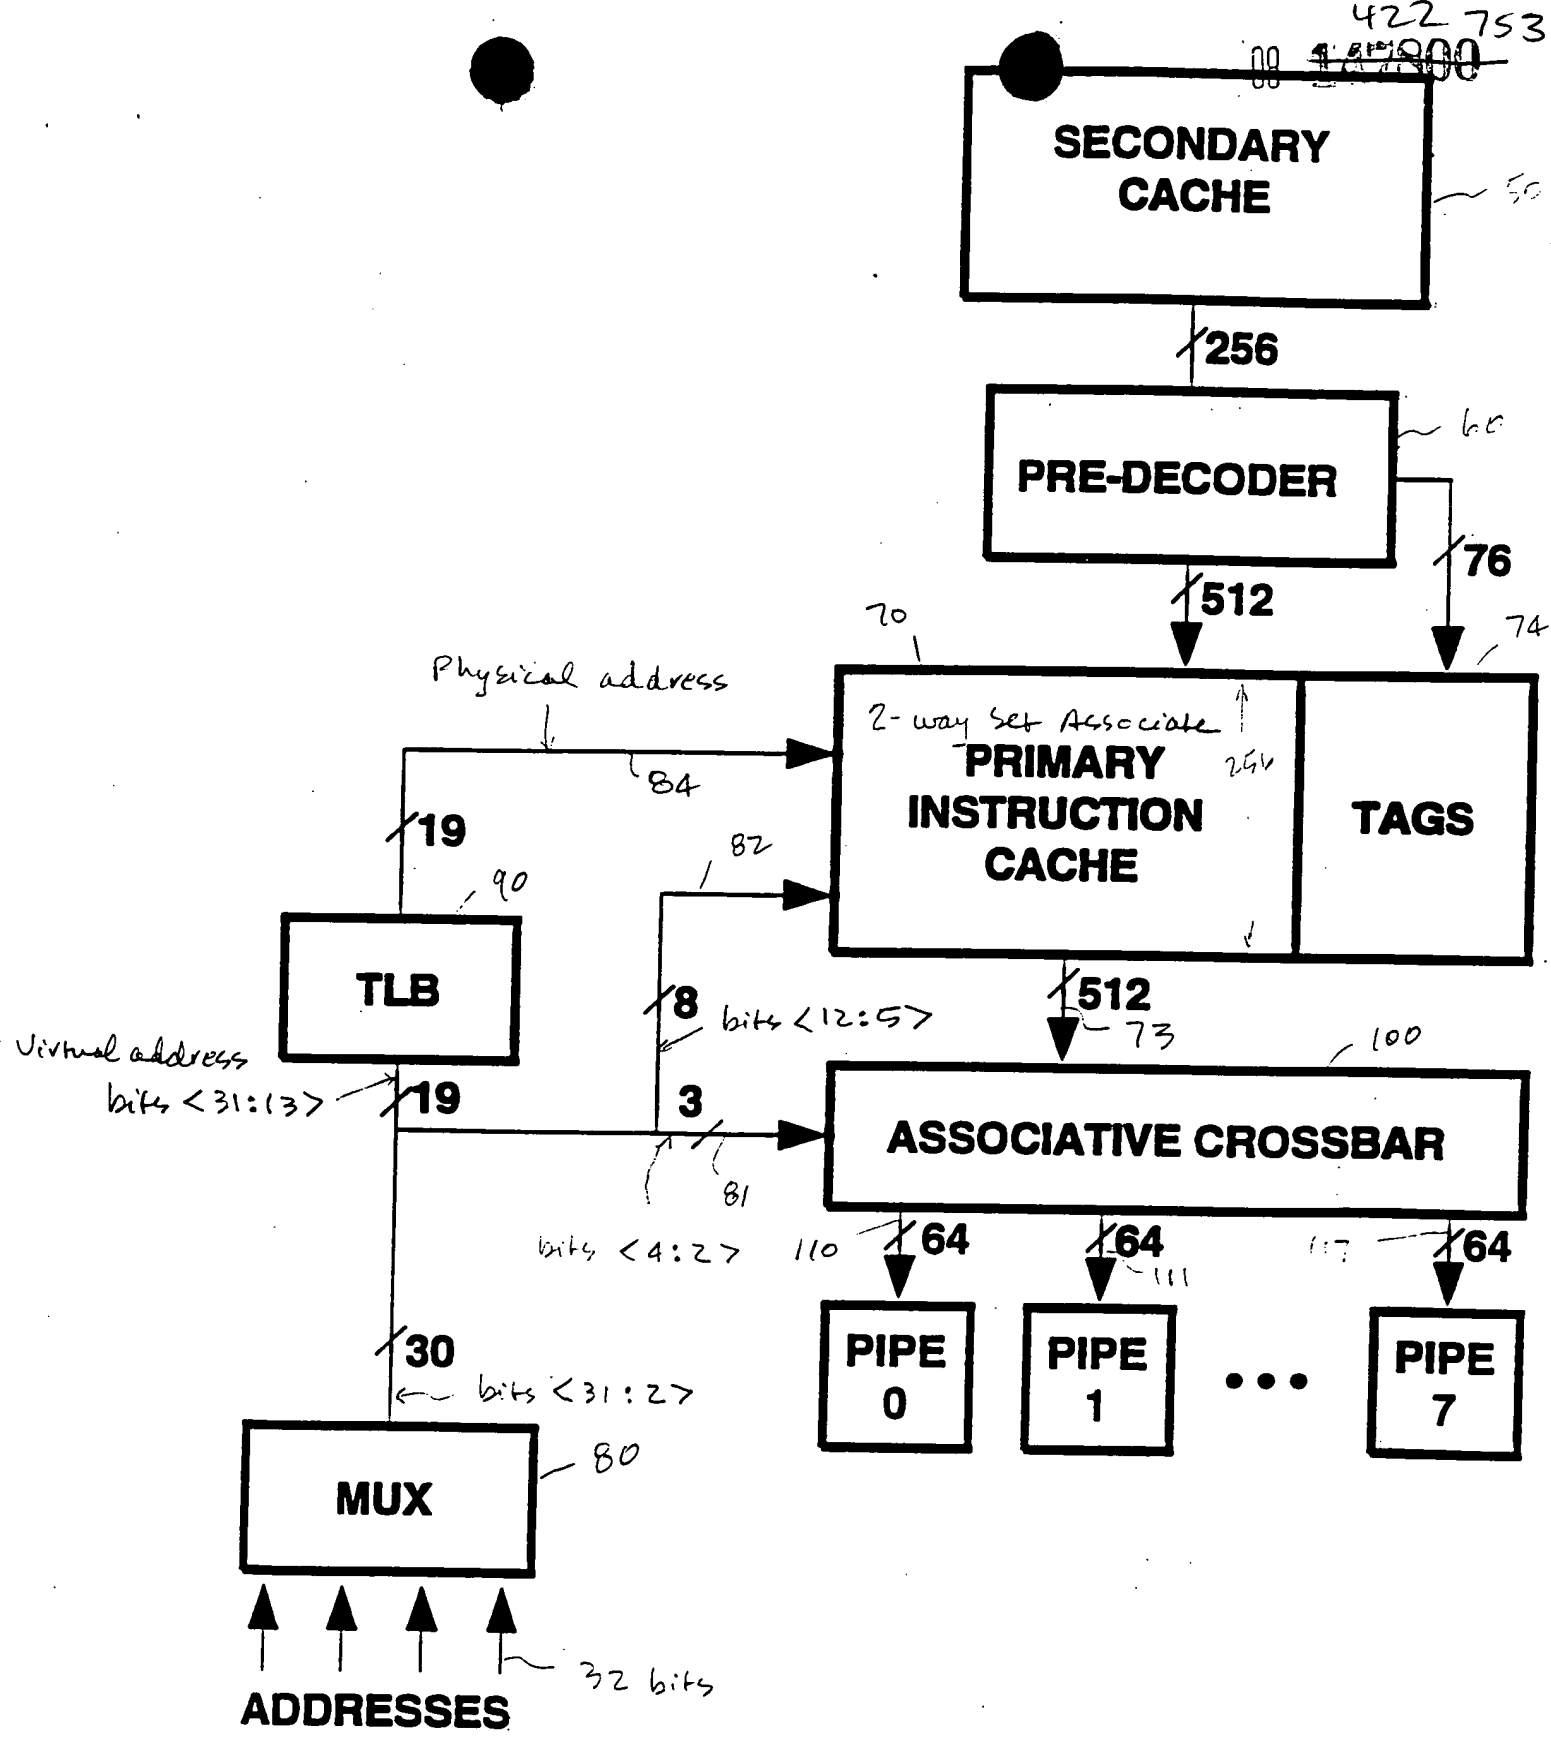 422 753
08 147800
SECONDARY
CACHE
50
256
PRE-DECODER
60
76
512
70
74
Physical address
2-way Set Associate
256
84
PRIMARY
INSTRUCTION
CACHE
TAGS
19
82
90
TLB
8
bits <12:5>
512
73
100
Virtual address
bits <31:13>
19
3
81
ASSOCIATIVE CROSSBAR
bits <4:2>
110
64
64
111
117
64
PIPE
0
PIPE
1
PIPE
7
30
bits <31:2>
MUX
80
32 bits
ADDRESSES